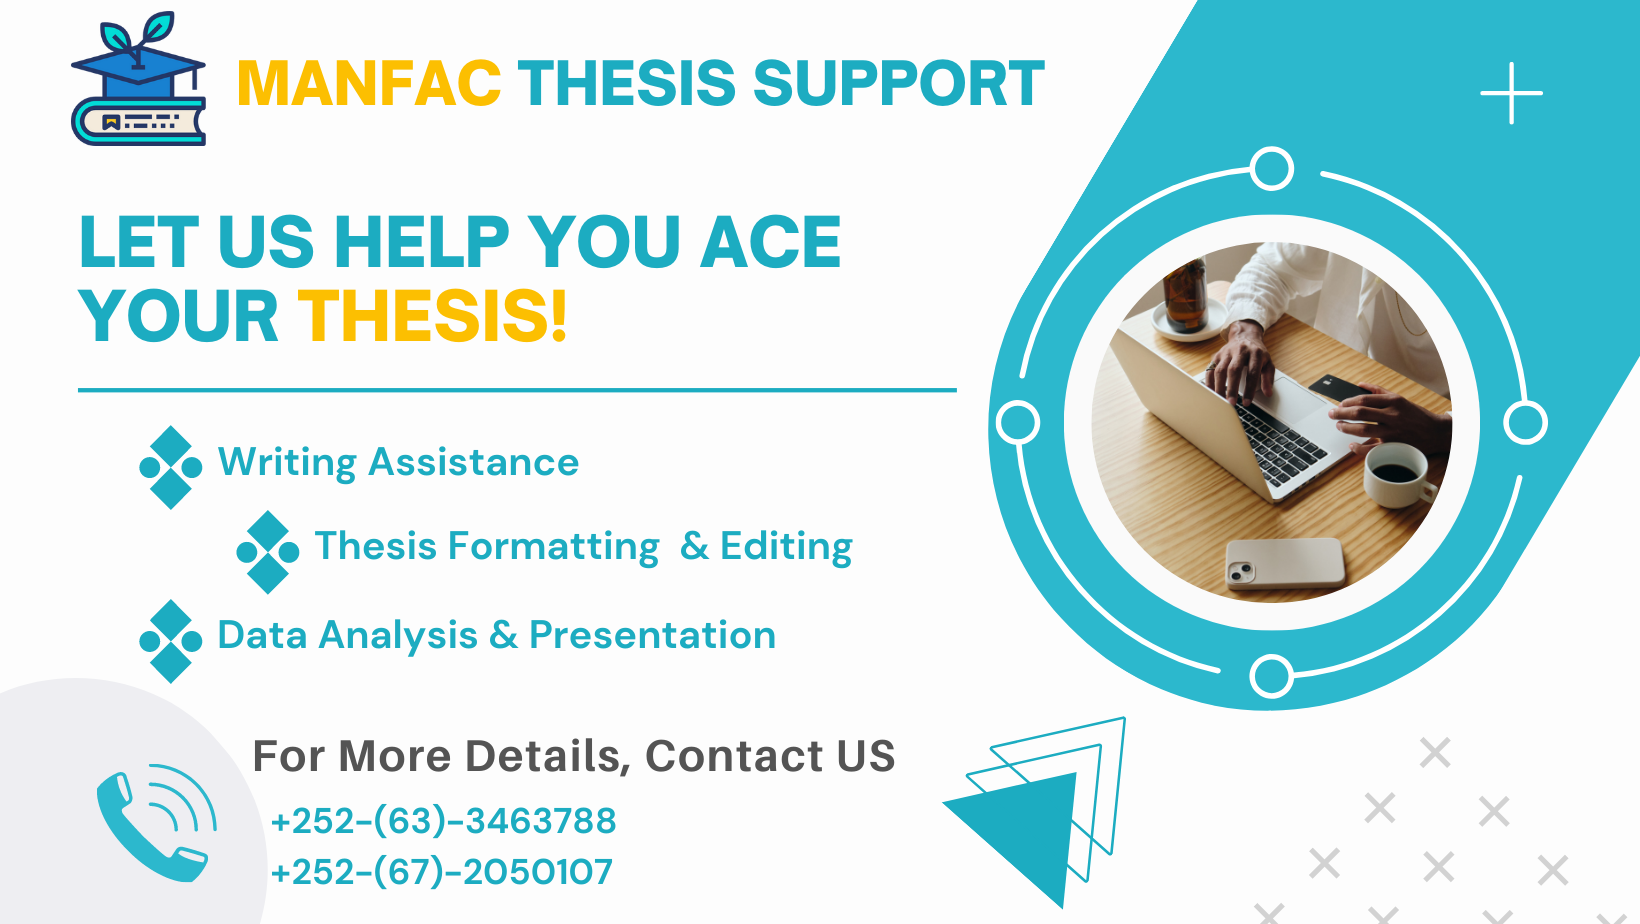 MANFAC THESIS SUPPORT
LET US HELP YOU ACE
YOUR THESIS!
Writing Assistance
Thesis Formatting & Editing
Data Analysis & Presentation
For More Details, Contact US
+252-(63)-3463788
+252-(67)-2050107